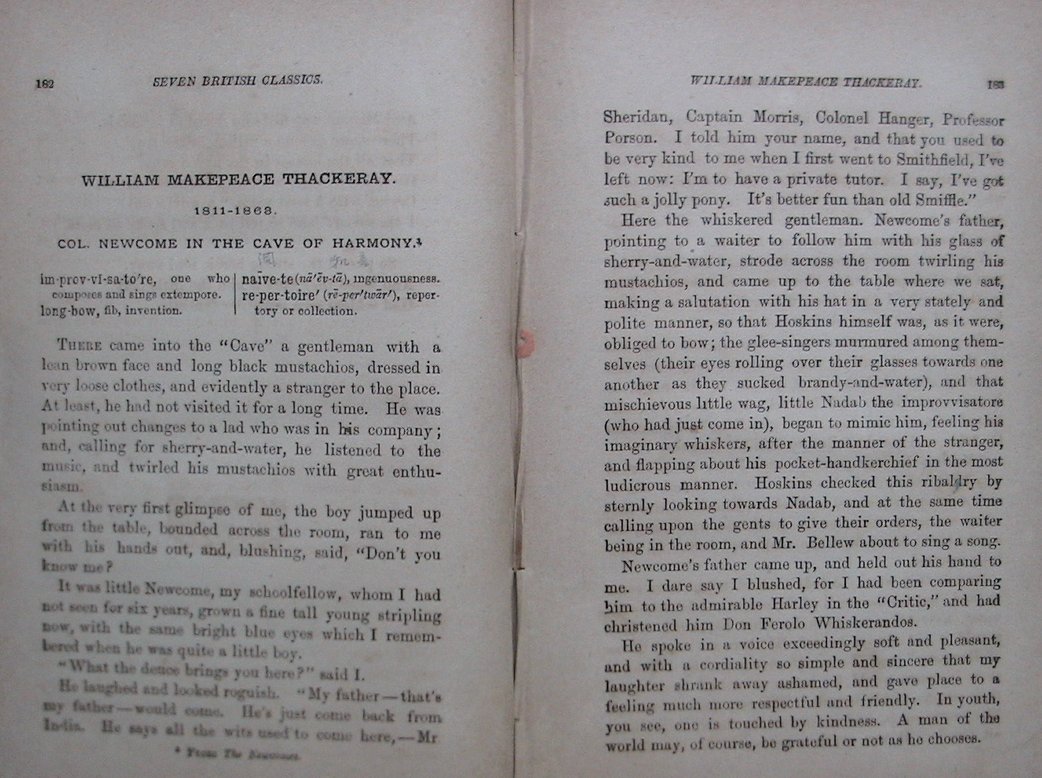 182
SEVEN BRITISH CLASSICS.
WILLIAM MAKEPEACE THACKERAY.
1811-1863.
COL. NEWCOME IN THE CAVE OF HARMONY.*
洞
im-prov-vi-sa-to're, one who
composes and sings extempore.
long-bow, fib, invention.
naïve-te (nä'ēv-tā), ingenuousness.
re-per-toire' (rĕ-per'twär'), reper-
tory or collection.
THERE came into the "Cave" a gentleman with a
lean brown face and long black mustachios, dressed in
very loose clothes, and evidently a stranger to the place.
At least, he had not visited it for a long time. He was
pointing out changes to a lad who was in his company;
and, calling for sherry-and-water, he listened to the
music, and twirled his mustachios with great enthu-
siasm.
At the very first glimpse of me, the boy jumped up
from the table, bounded across the room, ran to me
with his hands out, and, blushing, said, "Don't you
know me?
It was little Newcome, my schoolfellow, whom I had
not seen for six years, grown a fine tall young stripling
now, with the same bright blue eyes which I remem-
bered when he was quite a little boy.
"What the deuce brings you here?" said I.
He laughed and looked roguish. "My father—that's
my father—would come. He's just come back from
India. He says all the wits used to come here,—Mr
* From The Newcomes.
WILLIAM MAKEPEACE THACKERAY.
183
Sheridan, Captain Morris, Colonel Hanger, Professor
Porson. I told him your name, and that you used to
be very kind to me when I first went to Smithfield, I've
left now: I'm to have a private tutor. I say, I've got
such a jolly pony. It's better fun than old Smiffle."
Here the whiskered gentleman. Newcome's father,
pointing to a waiter to follow him with his glass of
sherry-and-water, strode across the room twirling his
mustachios, and came up to the table where we sat,
making a salutation with his hat in a very stately and
polite manner, so that Hoskins himself was, as it were,
obliged to bow; the glee-singers murmured among them-
selves (their eyes rolling over their glasses towards one
another as they sucked brandy-and-water), and that
mischievous little wag, little Nadab the improvvisatore
(who had just come in), began to mimic him, feeling his
imaginary whiskers, after the manner of the stranger,
and flapping about his pocket-handkerchief in the most
ludicrous manner. Hoskins checked this ribaldry by
sternly looking towards Nadab, and at the same time
calling upon the gents to give their orders, the waiter
being in the room, and Mr. Bellew about to sing a song.
Newcome's father came up, and held out his hand to
me. I dare say I blushed, for I had been comparing
him to the admirable Harley in the "Critic," and had
christened him Don Ferolo Whiskerandos.
He spoke in a voice exceedingly soft and pleasant,
and with a cordiality so simple and sincere that my
laughter shrank away ashamed, and gave place to a
feeling much more respectful and friendly. In youth,
you see, one is touched by kindness. A man of the
world may, of course, be grateful or not as he chooses.